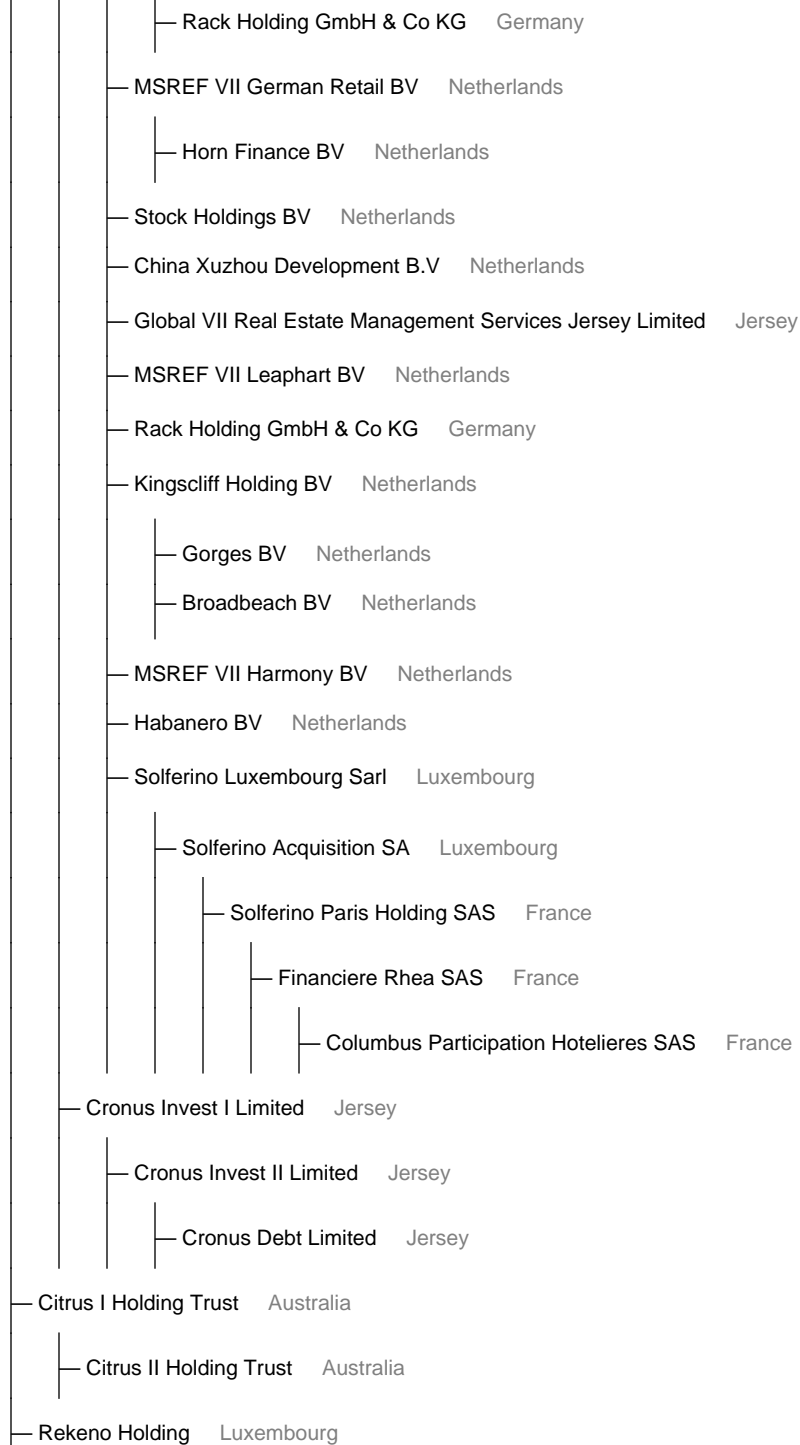 Rack Holding GmbH & Co KG Germany
MSREF VII German Retail BV Netherlands
Horn Finance BV Netherlands
Stock Holdings BV Netherlands
China Xuzhou Development B.V Netherlands
Global VII Real Estate Management Services Jersey Limited Jersey
MSREF VII Leaphart BV Netherlands
Rack Holding GmbH & Co KG Germany
Kingscliff Holding BV Netherlands
Gorges BV Netherlands
Broadbeach BV Netherlands
MSREF VII Harmony BV Netherlands
Habanero BV Netherlands
Solferino Luxembourg Sarl Luxembourg
Solferino Acquisition SA Luxembourg
Solferino Paris Holding SAS France
Financiere Rhea SAS France
Columbus Participation Hotelieres SAS France
Cronus Invest I Limited Jersey
Cronus Invest II Limited Jersey
Cronus Debt Limited Jersey
Citrus I Holding Trust Australia
Citrus II Holding Trust Australia
Rekeno Holding Luxembourg